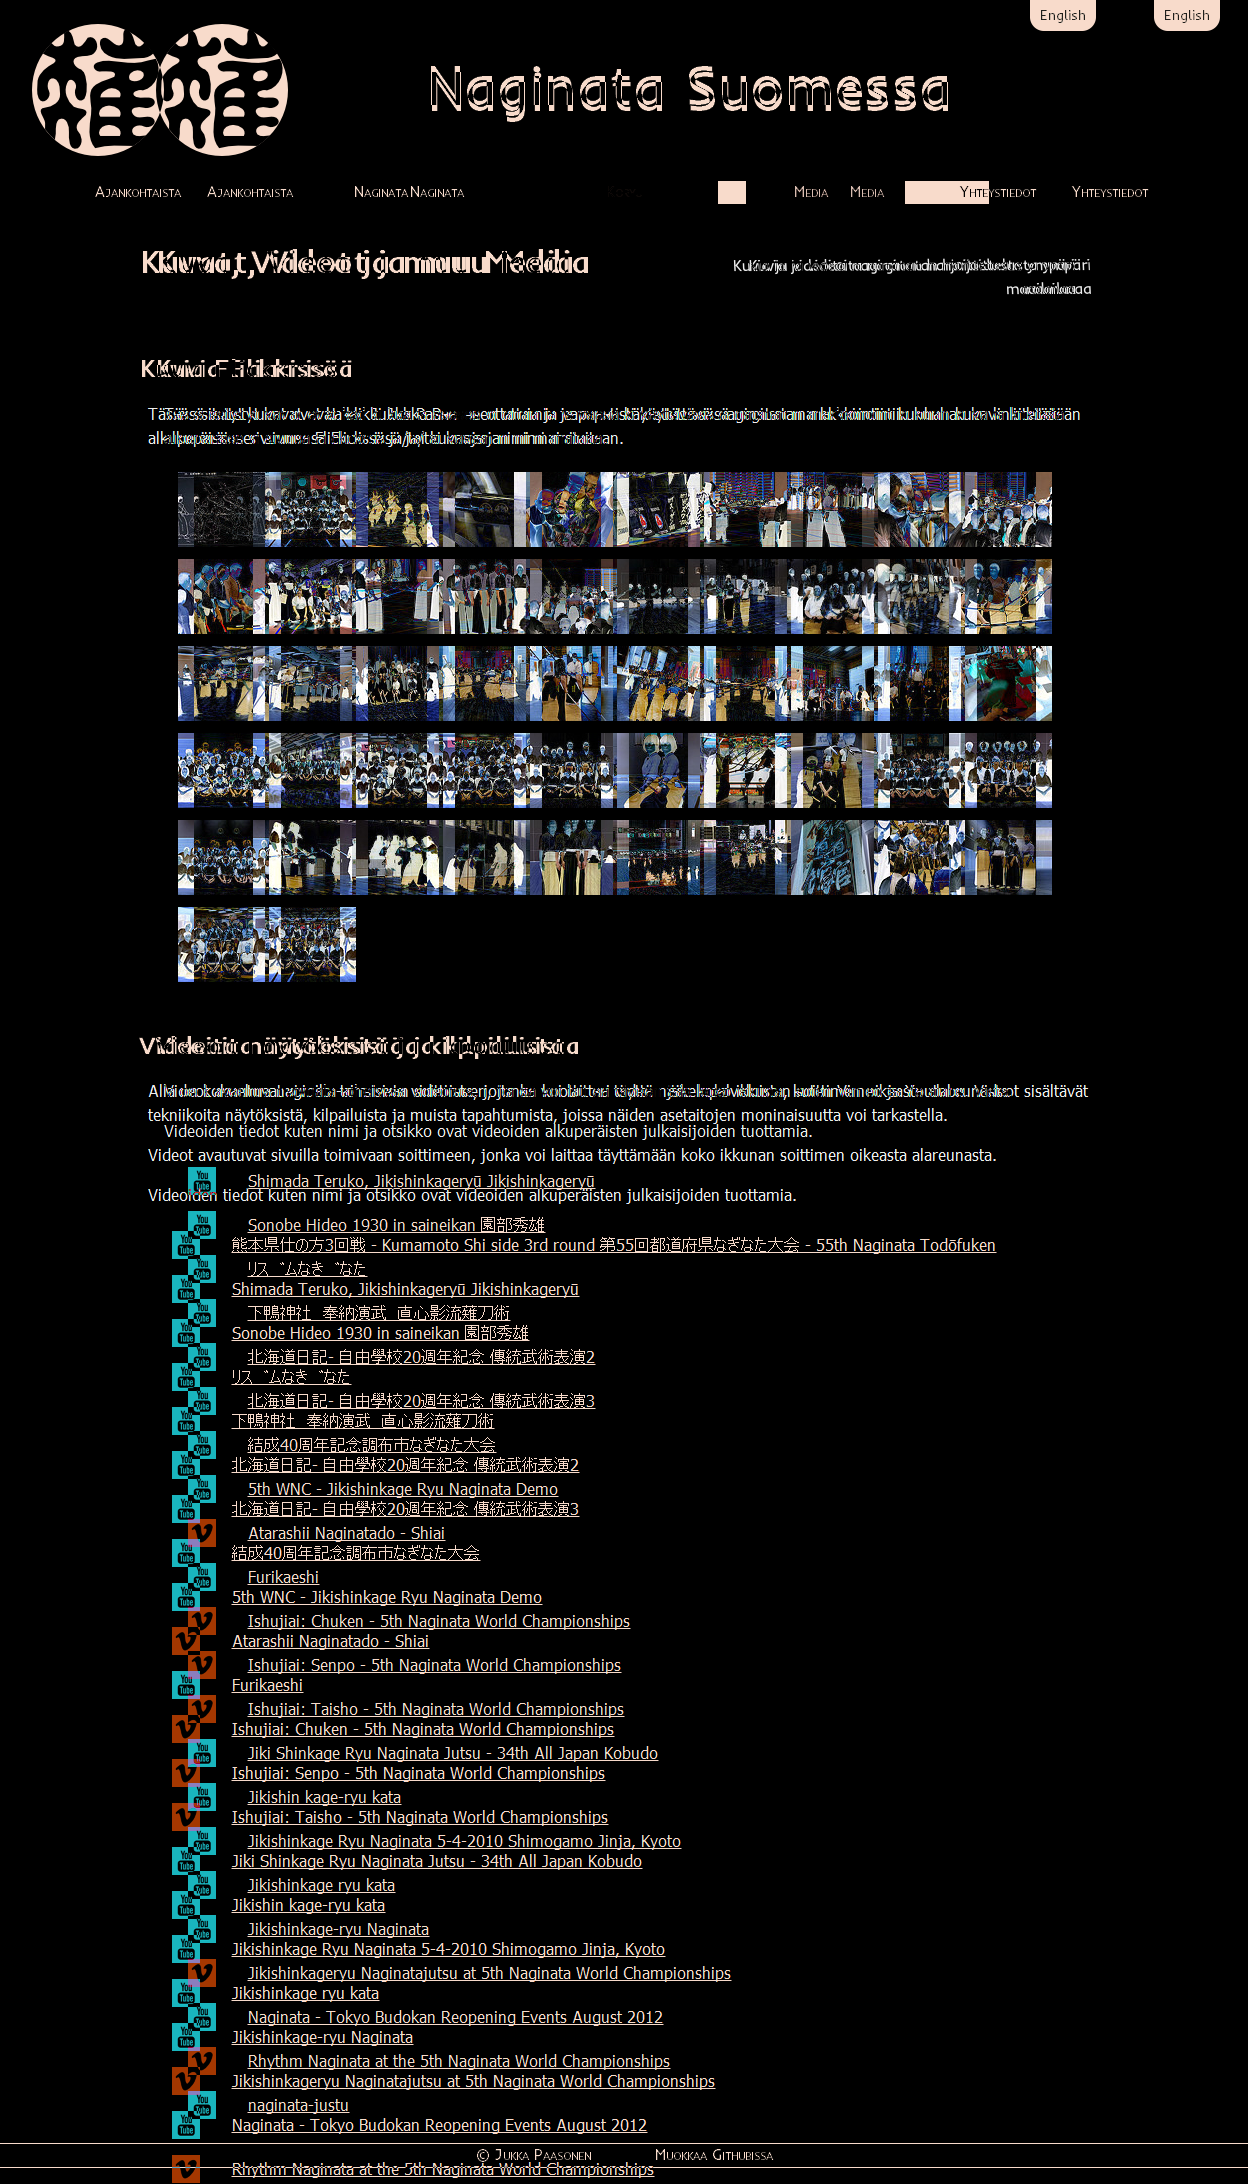 English English
Naginata Suomessa
Ajankohtaista Ajankohtaista Naginata Naginata Media Media Yhteystiedot Yhteystiedot
Kuvat, Videot ja muu Media
maailmaa
Kuvia Flickrissä
alkuperäisessä Flickrissä
Videoita näytöksistä ja kilpailuista
sisältävät
tekniikoita näytöksistä, kilpailuista ja muista tapahtumista, joissa näiden asetaitojen moninaisuutta voi tarkastella.
Videoiden tiedot kuten nimi ja otsikko ovat videoiden alkuperäisten julkaisijoiden tuottamia.
Videot avautuvat sivuilla toimivaan soittimeen, jonka voi laittaa täyttämään koko ikkunan soittimen oikeasta alareunasta.
Shimada Teruko, Jikishinkageryū Jikishinkageryū
Videoiden tiedot kuten nimi ja otsikko ovat videoiden alkuperäisten julkaisijoiden tuottamia.
Sonobe Hideo 1930 in saineikan 園部秀雄
熊本県仕の方3回戦 - Kumamoto Shi side 3rd round 第55回都道府県なぎなた大会 - 55th Naginata Todōfuken
リズムなぎなた
Shimada Teruko, Jikishinkageryū Jikishinkageryū
下鴨神社 奉納演武 直心影流薙刀術
Sonobe Hideo 1930 in saineikan 園部秀雄
北海道日記- 自由學校20週年紀念 傳統武術表演2
リズムなぎなた
北海道日記- 自由學校20週年紀念 傳統武術表演3
下鴨神社 奉納演武 直心影流薙刀術
結成40周年記念調布市なぎなた大会
北海道日記- 自由學校20週年紀念 傳統武術表演2
5th WNC - Jikishinkage Ryu Naginata Demo
北海道日記- 自由學校20週年紀念 傳統武術表演3
Atarashii Naginatado - Shiai
結成40周年記念調布市なぎなた大会
Furikaeshi
5th WNC - Jikishinkage Ryu Naginata Demo
Ishujiai: Chuken - 5th Naginata World Championships
Atarashii Naginatado - Shiai
Ishujiai: Senpo - 5th Naginata World Championships
Furikaeshi
Ishujiai: Taisho - 5th Naginata World Championships
Ishujiai: Chuken - 5th Naginata World Championships
Jiki Shinkage Ryu Naginata Jutsu - 34th All Japan Kobudo
Ishujiai: Senpo - 5th Naginata World Championships
Jikishin kage-ryu kata
Ishujiai: Taisho - 5th Naginata World Championships
Jikishinkage Ryu Naginata 5-4-2010 Shimogamo Jinja, Kyoto
Jiki Shinkage Ryu Naginata Jutsu - 34th All Japan Kobudo
Jikishinkage ryu kata
Jikishin kage-ryu kata
Jikishinkage-ryu Naginata
Jikishinkage Ryu Naginata 5-4-2010 Shimogamo Jinja, Kyoto
Jikishinkageryu Naginatajutsu at 5th Naginata World Championships
Jikishinkage ryu kata
Naginata - Tokyo Budokan Reopening Events August 2012
Jikishinkage-ryu Naginata
Rhythm Naginata at the 5th Naginata World Championships
Jikishinkageryu Naginatajutsu at 5th Naginata World Championships
naginata-justu
Naginata - Tokyo Budokan Reopening Events August 2012
© Jukka Paasonen Muokkaa Githubissa
Rhythm Naginata at the 5th Naginata World Championships